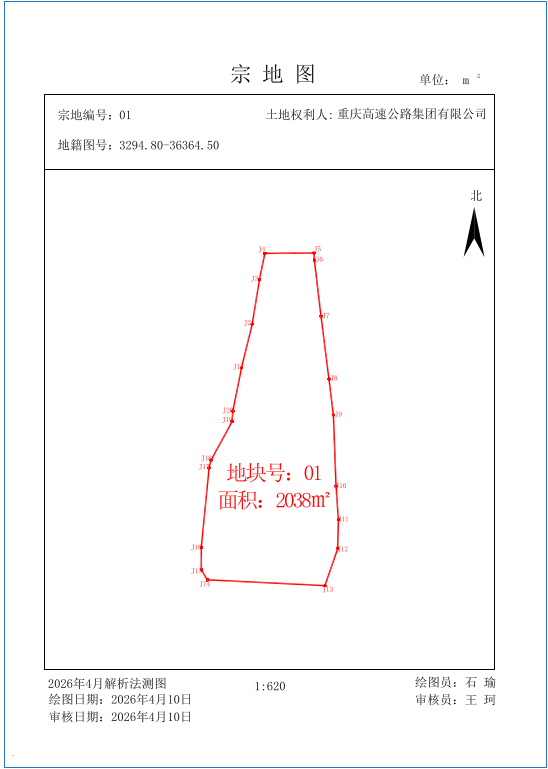 宗 地 图
单位： m ²
宗地编号：01
土地权利人：重庆高速公路集团有限公司
地籍图号：3294.80-36364.50
北
J4
J5
J6
J3
J7
J2
J1
J8
J20
J19
J9
J18
J17
地块号：01
J10
面积：2038m²
J11
J16
J12
J15
J14
J13
2026年4月解析法测图
1:620
绘图员：石 瑜
绘图日期：2026年4月10日
审核员：王 珂
审核日期：2026年4月10日